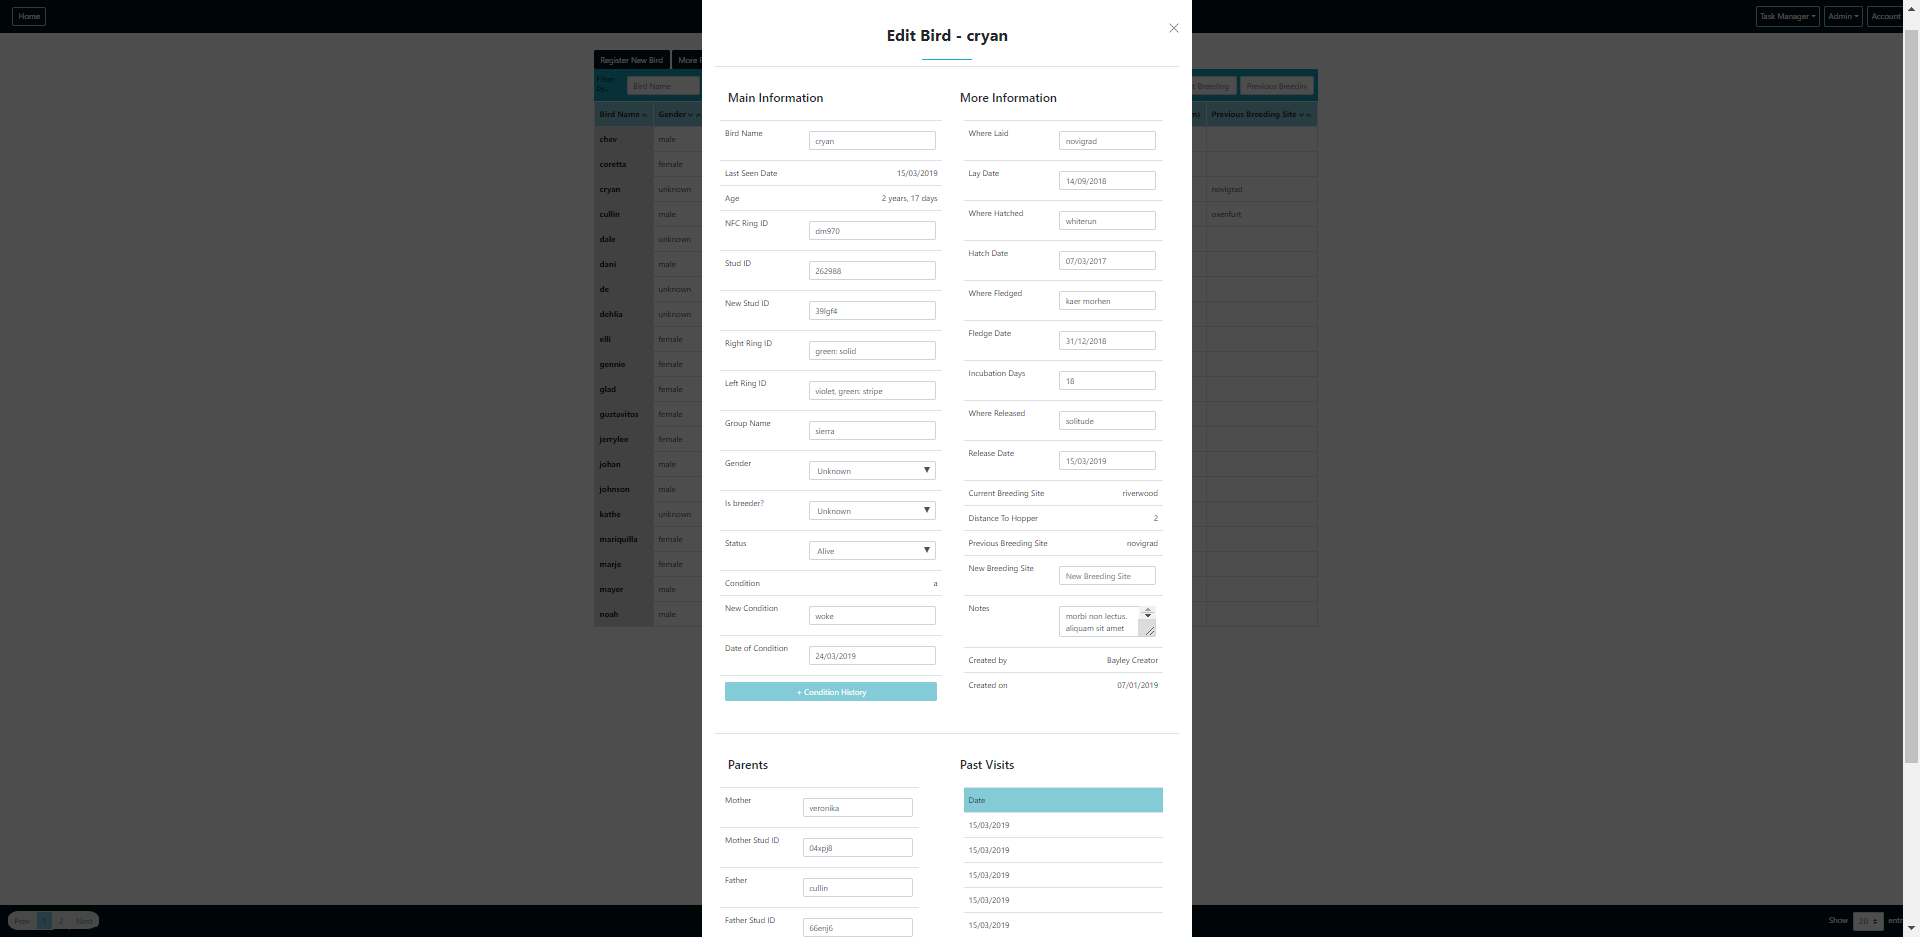 Home
Task Manager
Admin
Account
Edit Bird - cryan
Register New Bird
Filter by...
Bird Name
Previous Breedin
Bird Name
Gender
Previous Breeding Site
chev male
coretta female
cryan unknown novigrad
cullin male oxenfurt
dale unknown
dani male
de unknown
dehlia unknown
elli female
gennie female
glad female
gustavitos female
jerrylee female
johan male
johnson male
kathe unknown
mariquilla female
marje female
mayer male
noah male
Main Information
Bird Name cryan
Last Seen Date 15/03/2019
Age 2 years, 17 days
NFC Ring ID dm970
Stud ID 262988
New Stud ID 39lgf4
Right Ring ID green: solid
Left Ring ID violet, green: stripe
Group Name sierra
Gender Unknown
Is breeder? Unknown
Status Alive
Condition a
New Condition woke
Date of Condition 24/03/2019
+ Condition History
More Information
Where Laid novigrad
Lay Date 14/09/2018
Where Hatched whiterun
Hatch Date 07/03/2017
Where Fledged kaer morhen
Fledge Date 31/12/2018
Incubation Days 18
Where Released solitude
Release Date 15/03/2019
Current Breeding Site riverwood
Distance To Hopper 2
Previous Breeding Site novigrad
New Breeding Site New Breeding Site
Notes morbi non lectus.
aliquam sit amet
Created by Bayley Creator
Created on 07/01/2019
Parents
Mother veronika
Mother Stud ID 04xpj8
Father cullin
Father Stud ID 66enj6
Past Visits
Date
15/03/2019
15/03/2019
15/03/2019
15/03/2019
15/03/2019
Prev 1 2 Next
Show 20